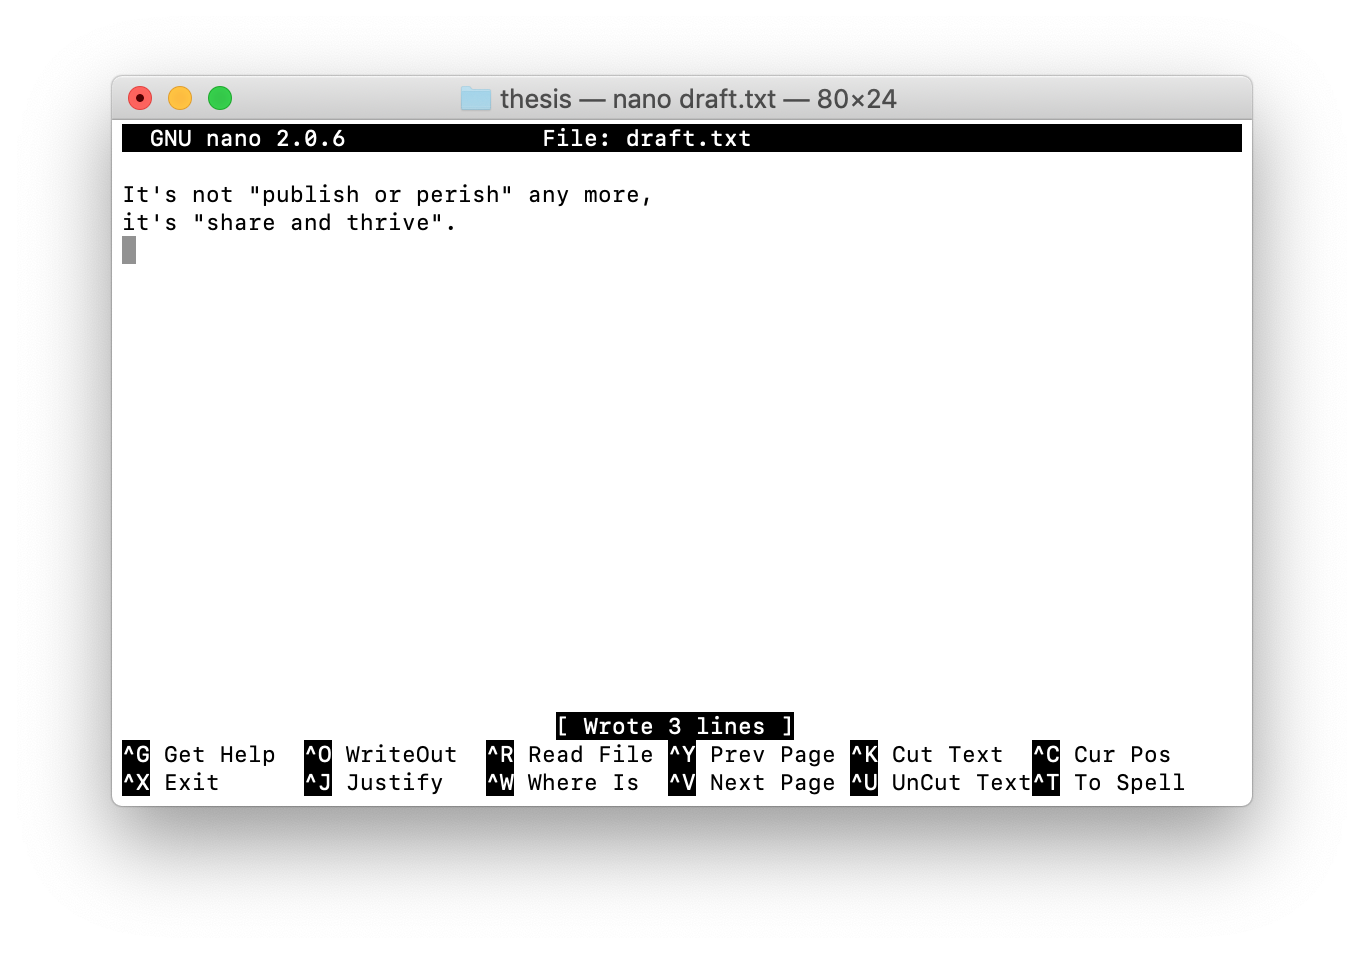 thesis — nano draft.txt — 80×24
GNU nano 2.0.6 File: draft.txt
It's not "publish or perish" any more,
it's "share and thrive".
[ Wrote 3 lines ]
^G Get Help ^O WriteOut ^R Read File ^Y Prev Page ^K Cut Text ^C Cur Pos
^X Exit ^J Justify ^W Where Is ^V Next Page ^U UnCut Text ^T To Spell